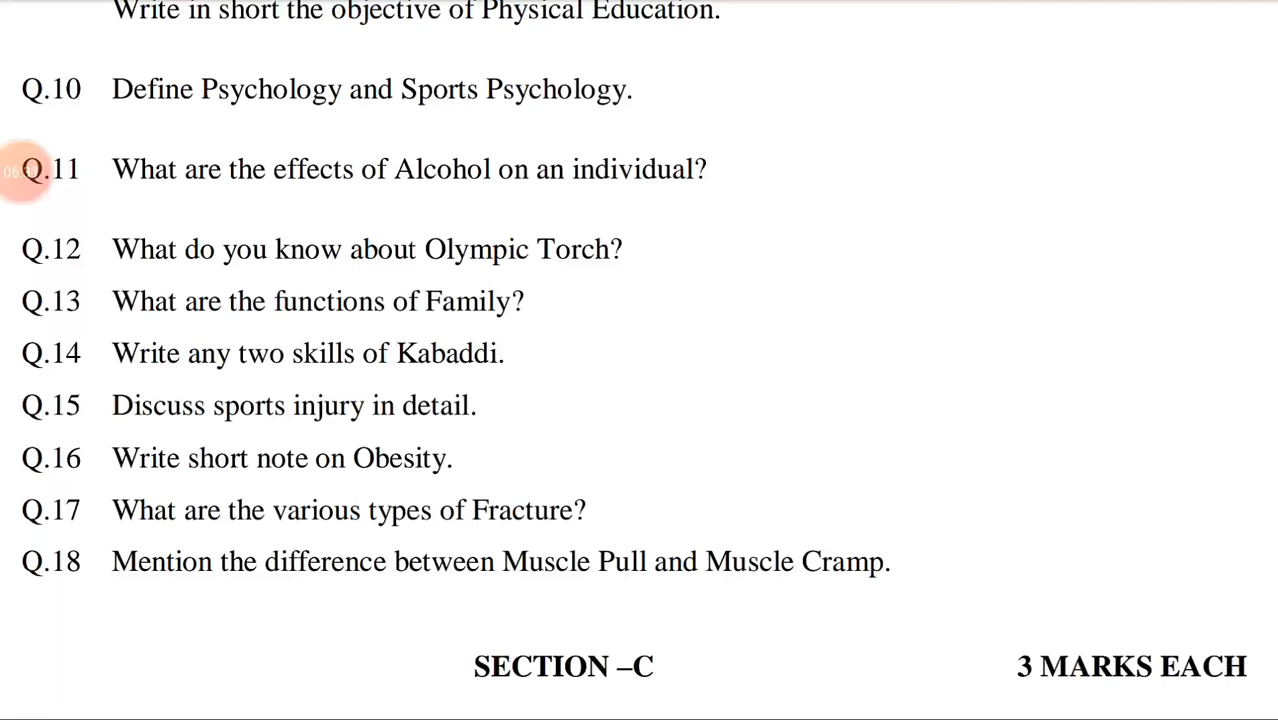 Write in short the objective of Physical Education.
Q.10 Define Psychology and Sports Psychology.
Q.11 What are the effects of Alcohol on an individual?
Q.12 What do you know about Olympic Torch?
Q.13 What are the functions of Family?
Q.14 Write any two skills of Kabaddi.
Q.15 Discuss sports injury in detail.
Q.16 Write short note on Obesity.
Q.17 What are the various types of Fracture?
Q.18 Mention the difference between Muscle Pull and Muscle Cramp.
SECTION –C 3 MARKS EACH